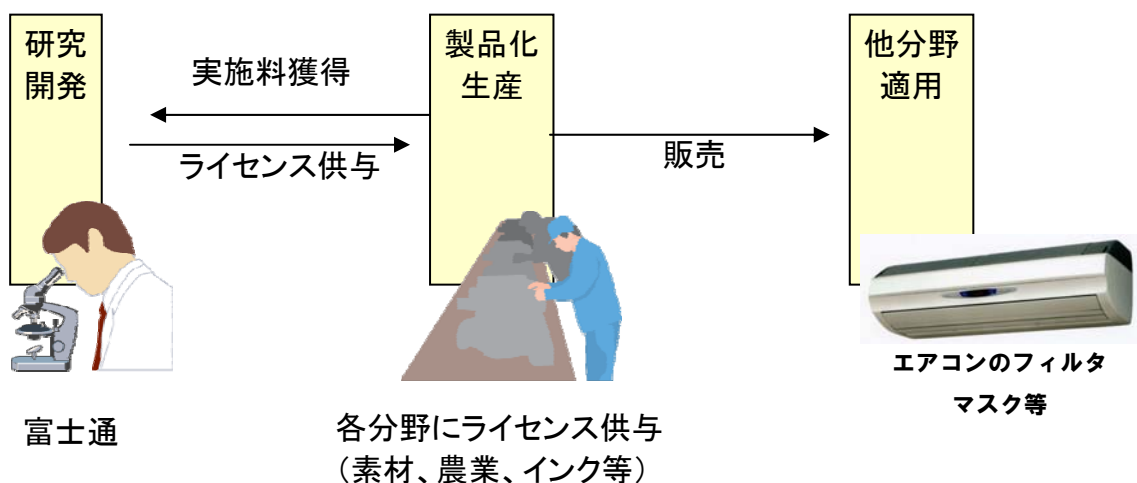 研究
開発
実施料獲得
ライセンス供与
製品化
生産
販売
他分野
適用
エアコンのフィルタ
マスク等
富士通
各分野にライセンス供与
（素材、農業、インク等）